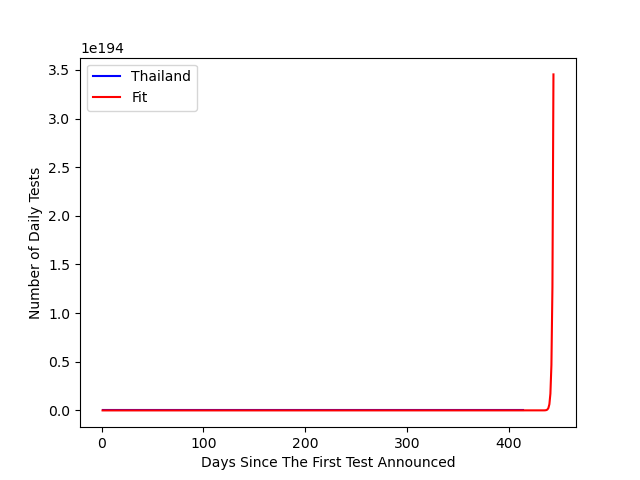 1e194
Thailand
Fit
3.5
3.0
2.5
2.0
1.5
1.0
0.5
0.0
Number of Daily Tests
0 100 200 300 400
Days Since The First Test Announced